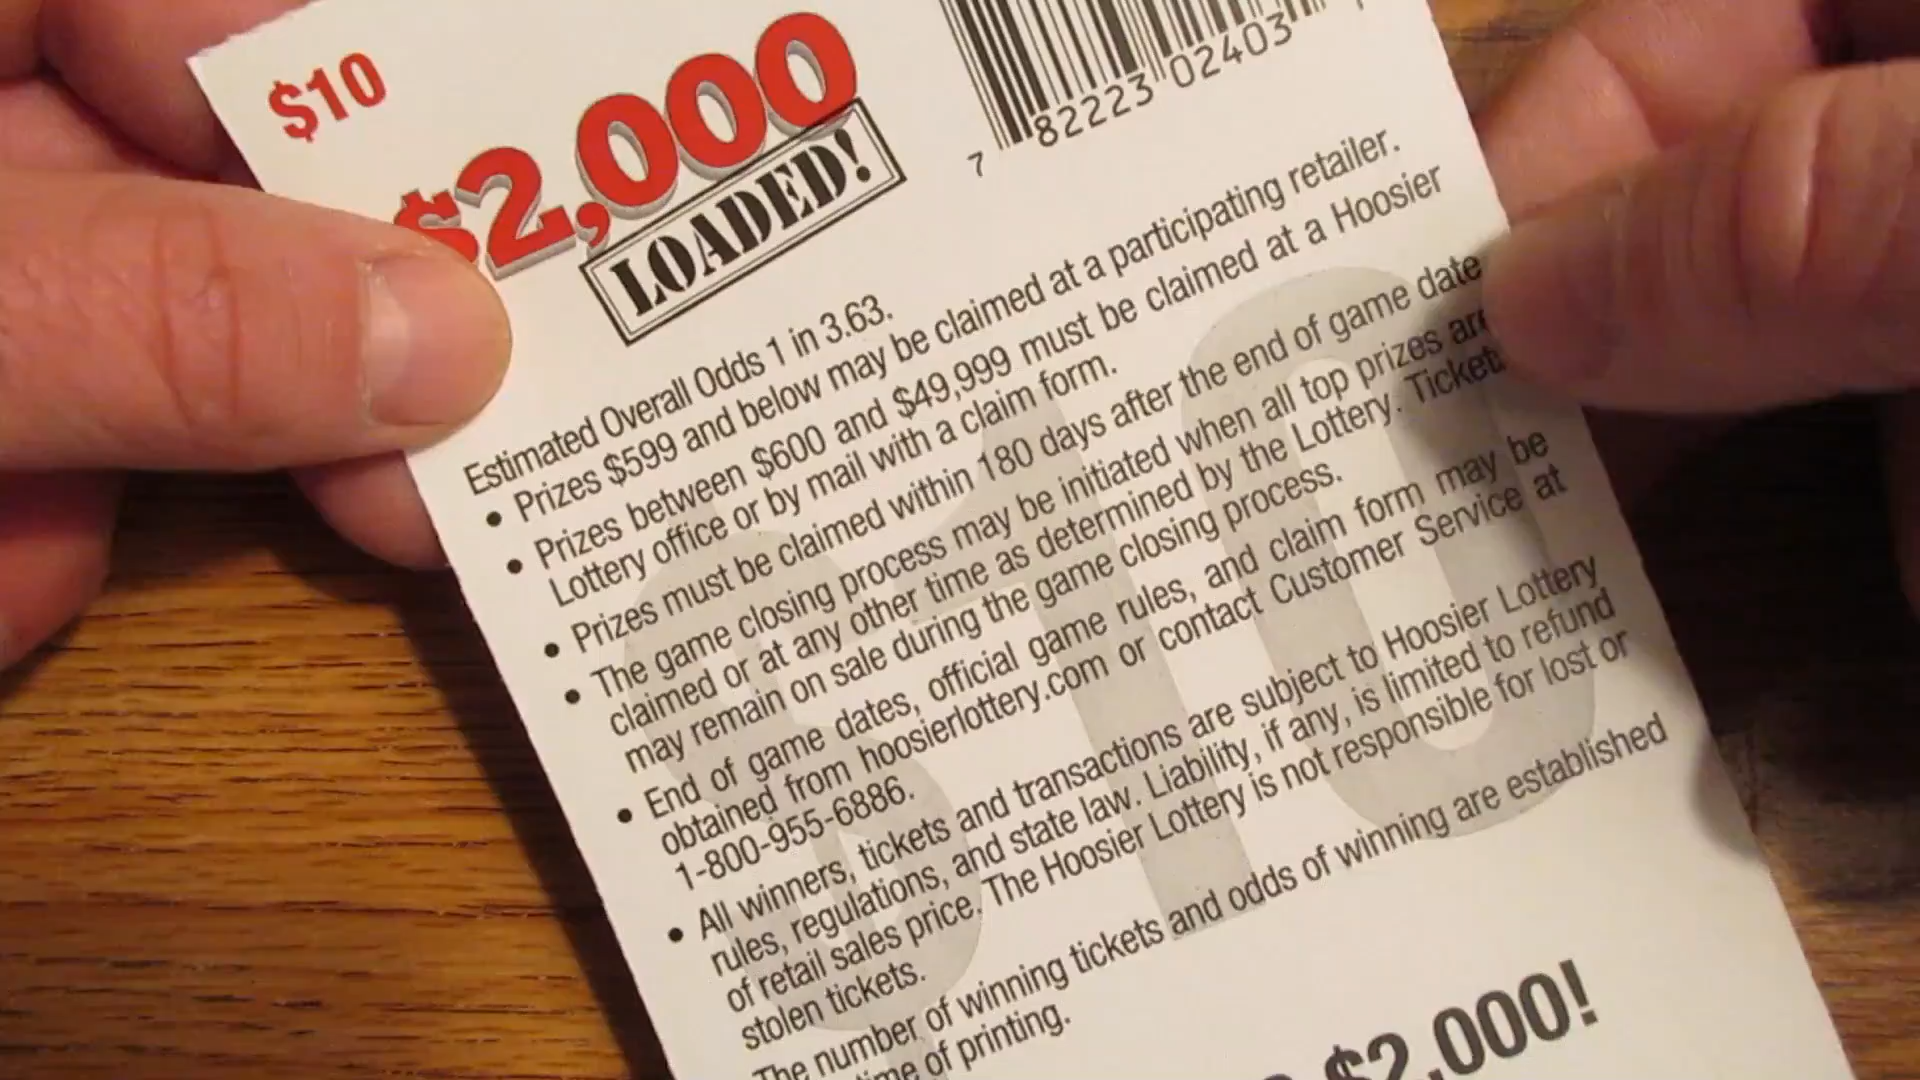 $10
$2,000
LOADED!
7 82223 02403
Estimated Overall Odds 1 in 3.63.
• Prizes $599 and below may be claimed at a participating retailer.
• Prizes between $600 and $49,999 must be claimed at a Hoosier
Lottery office or by mail with a claim form.
• Prizes must be claimed within 180 days after the end of game date
• The game closing process may be initiated when all top prizes are
claimed or at any other time as determined by the Lottery. Tickets
may remain on sale during the game closing process.
• End of game dates, official game rules, and claim form may be
obtained from hoosierlottery.com or contact Customer Service at
1-800-955-6886.
• All winners, tickets and transactions are subject to Hoosier Lottery
rules, regulations, and state law. Liability, if any, is limited to refund
of retail sales price. The Hoosier Lottery is not responsible for lost or
stolen tickets.
The number of winning tickets and odds of winning are established
time of printing.
$2,000!
$10